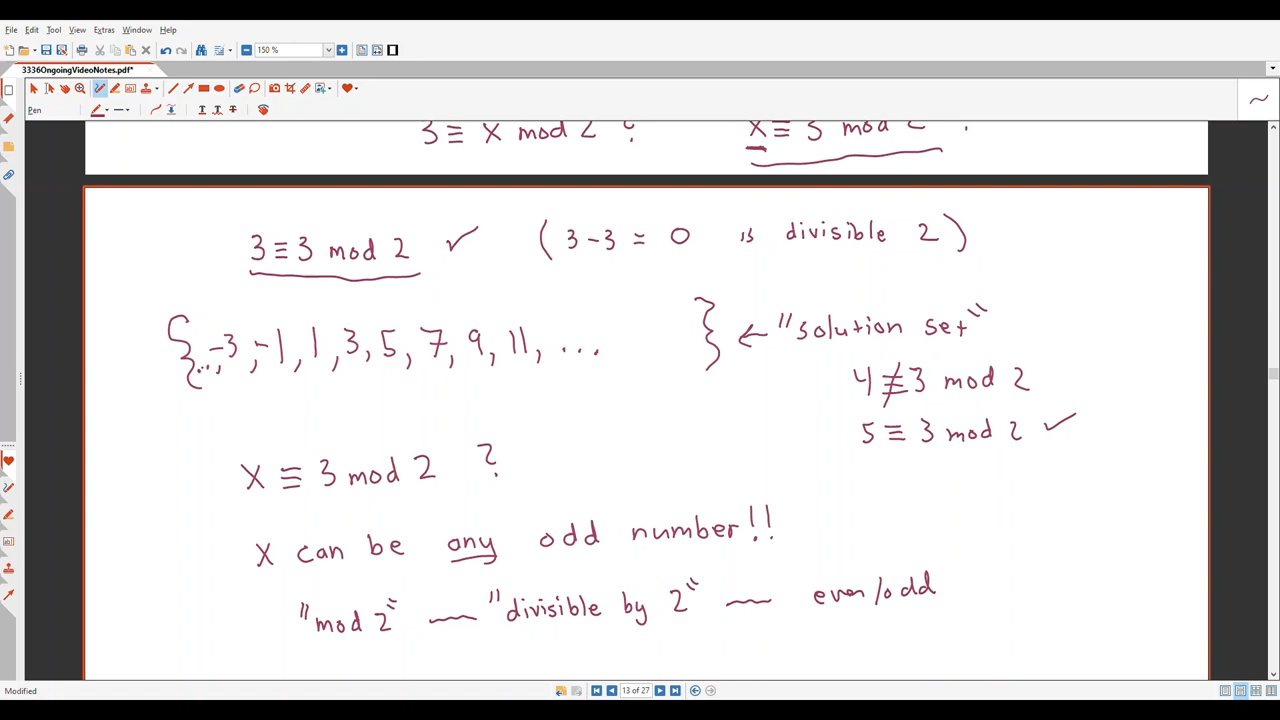 File Edit Tool View Extras Window Help
150 %
3336OngoingVideoNotes.pdf*
Pen
3 ≡ X mod 2 ?
X ≡ 3 mod 2 ?
3 ≡ 3 mod 2 ✓ (3-3 = 0 is divisible 2)
{..., -3, -1, 1, 3, 5, 7, 9, 11, ... } ← "solution set"
4 ≢ 3 mod 2
5 ≡ 3 mod 2 ✓
X ≡ 3 mod 2 ?
X can be any odd number!!
"mod 2" — "divisible by 2" — even/odd
Modified
13 of 27